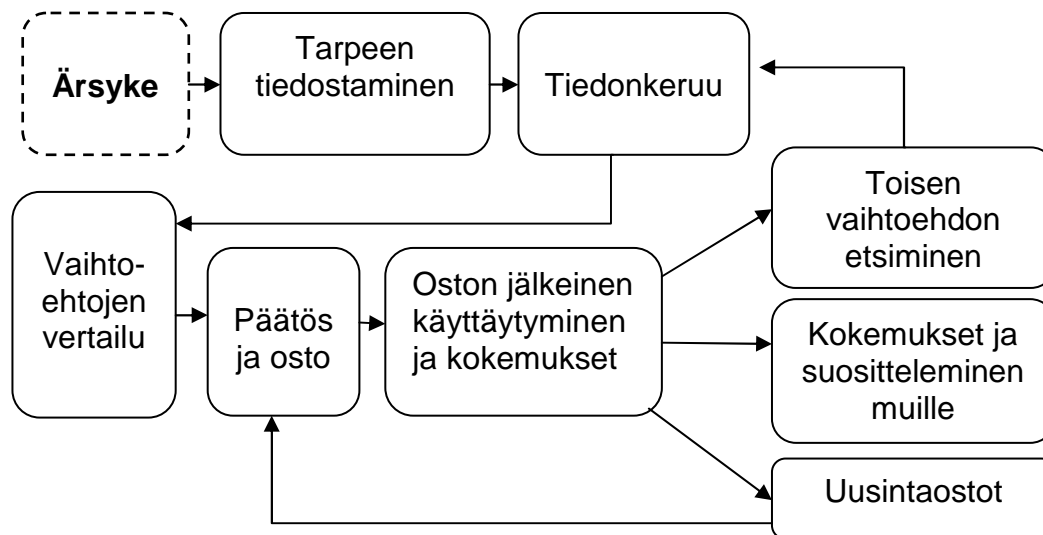 Ärsyke
Tarpeen
tiedostaminen
Tiedonkeruu
Vaihto-
ehtojen
vertailu
Päätös
ja osto
Oston jälkeinen
käyttäytyminen
ja kokemukset
Toisen
vaihtoehdon
etsiminen
Kokemukset ja
suositteleminen
muille
Uusintaostot